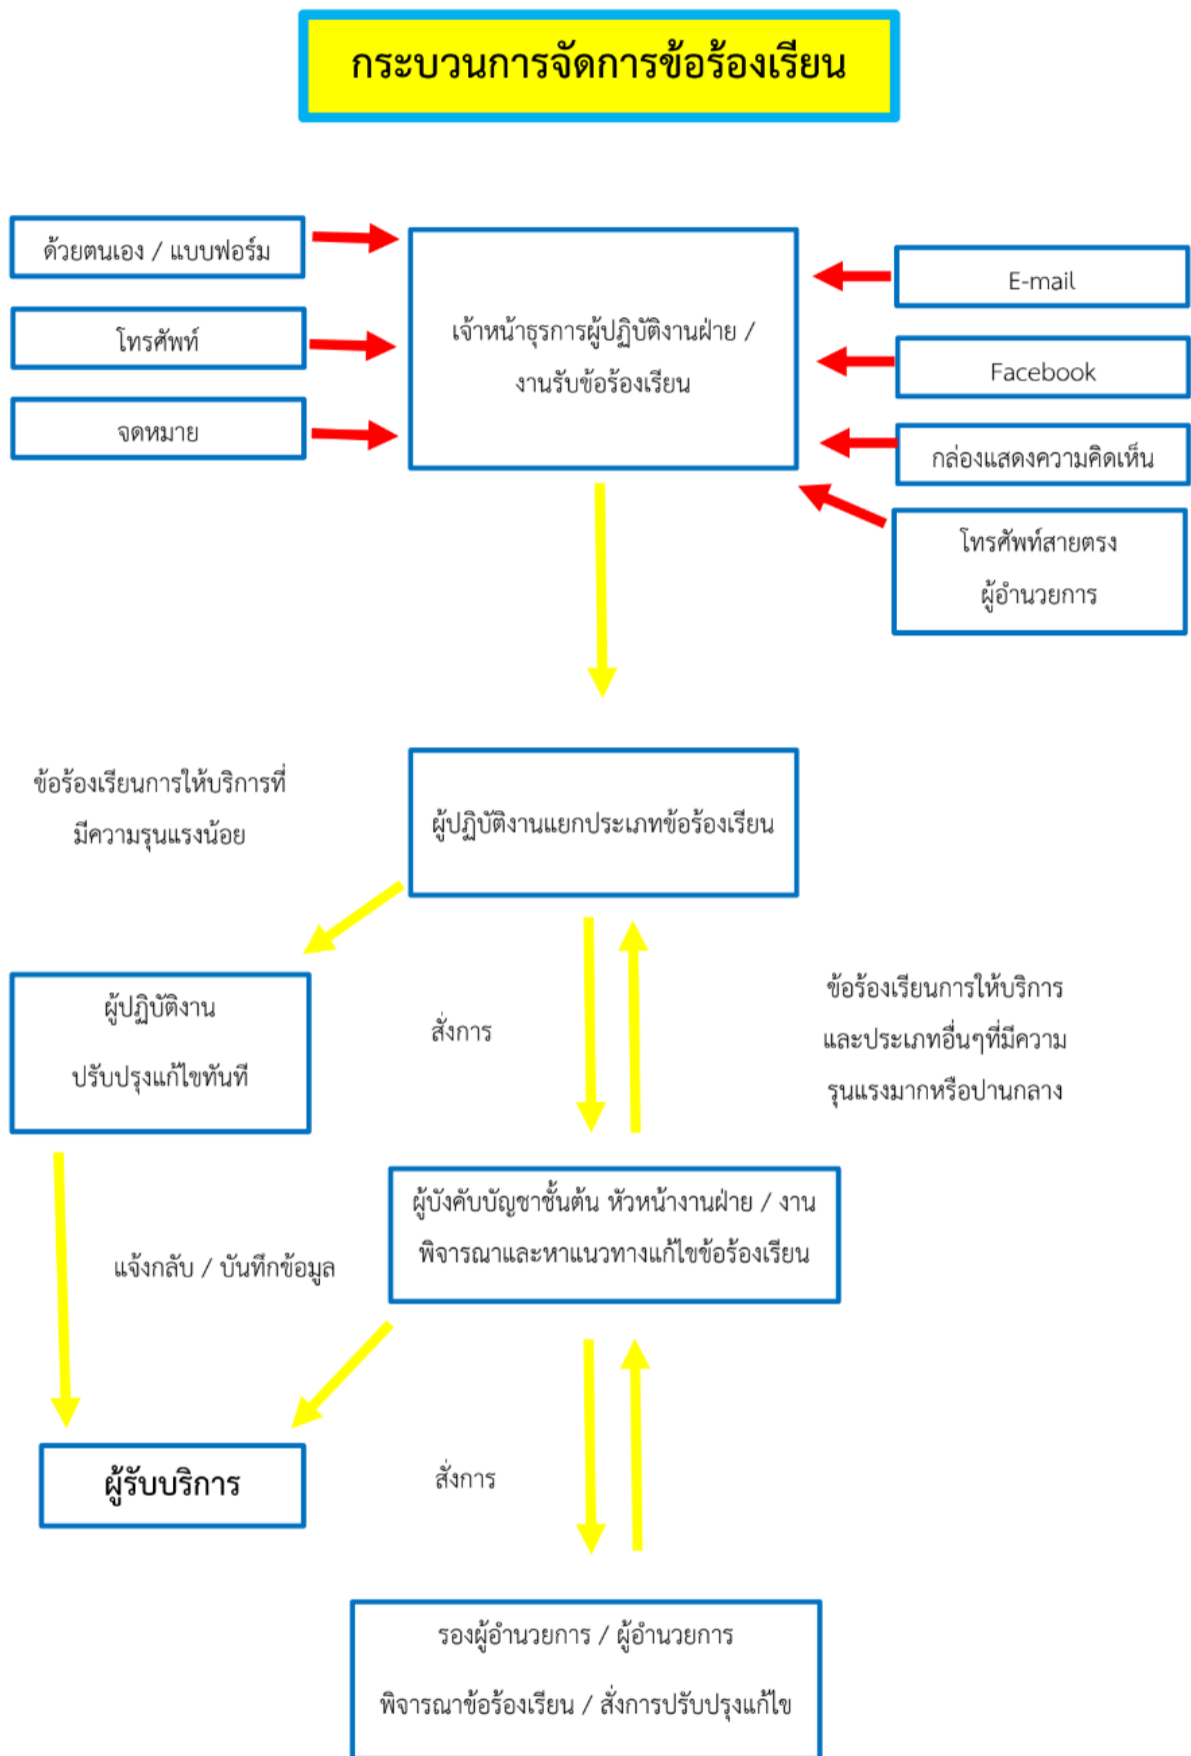 กระบวนการจัดการข้อร้องเรียน
ด้วยตนเอง / แบบฟอร์ม
โทรศัพท์
จดหมาย
เจ้าหน้าธุรการผู้ปฏิบัติงานฝ่าย /
งานรับข้อร้องเรียน
E-mail
Facebook
กล่องแสดงความคิดเห็น
โทรศัพท์สายตรง
ผู้อำนวยการ
ข้อร้องเรียนการให้บริการที่
มีความรุนแรงน้อย
ผู้ปฏิบัติงานแยกประเภทข้อร้องเรียน
ผู้ปฏิบัติงาน
ปรับปรุงแก้ไขทันที
สั่งการ
ข้อร้องเรียนการให้บริการ
และประเภทอื่นๆที่มีความ
รุนแรงมากหรือปานกลาง
ผู้บังคับบัญชาชั้นต้น หัวหน้างานฝ่าย / งาน
พิจารณาและหาแนวทางแก้ไขข้อร้องเรียน
แจ้งกลับ / บันทึกข้อมูล
ผู้รับบริการ
สั่งการ
รองผู้อำนวยการ / ผู้อำนวยการ
พิจารณาข้อร้องเรียน / สั่งการปรับปรุงแก้ไข